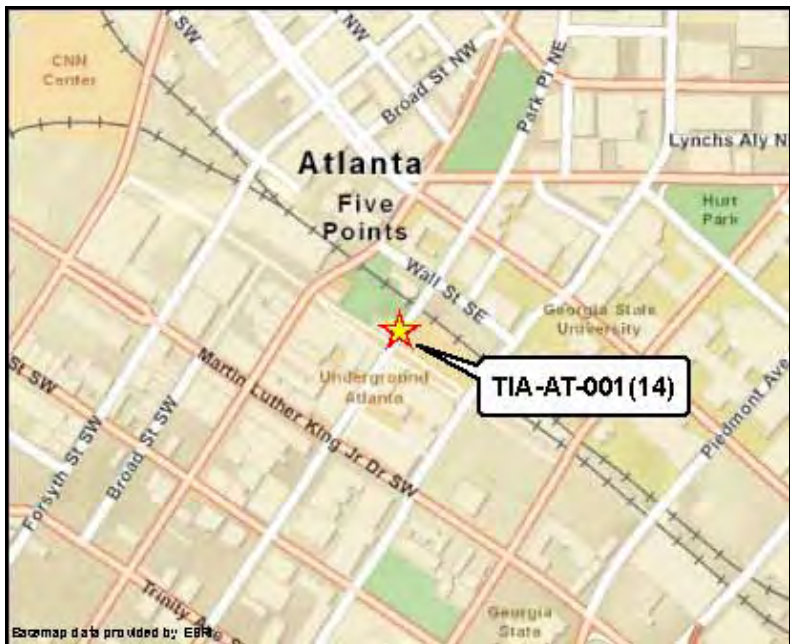 CNN
Center
SW
NW
Broad St NW
Park Pl NE
Lynchs Aly N
Atlanta
Five
Points
Hurt
Park
Wall St SE
Georgia State
University
Underground
Atlanta
TIA-AT-001(14)
Martin Luther King Jr Dr SW
St SW
Piedmont Ave
Forsyth St SW
Broad St SW
Trinity Ave S
Georgia
State
Basemap data provided by ESRI